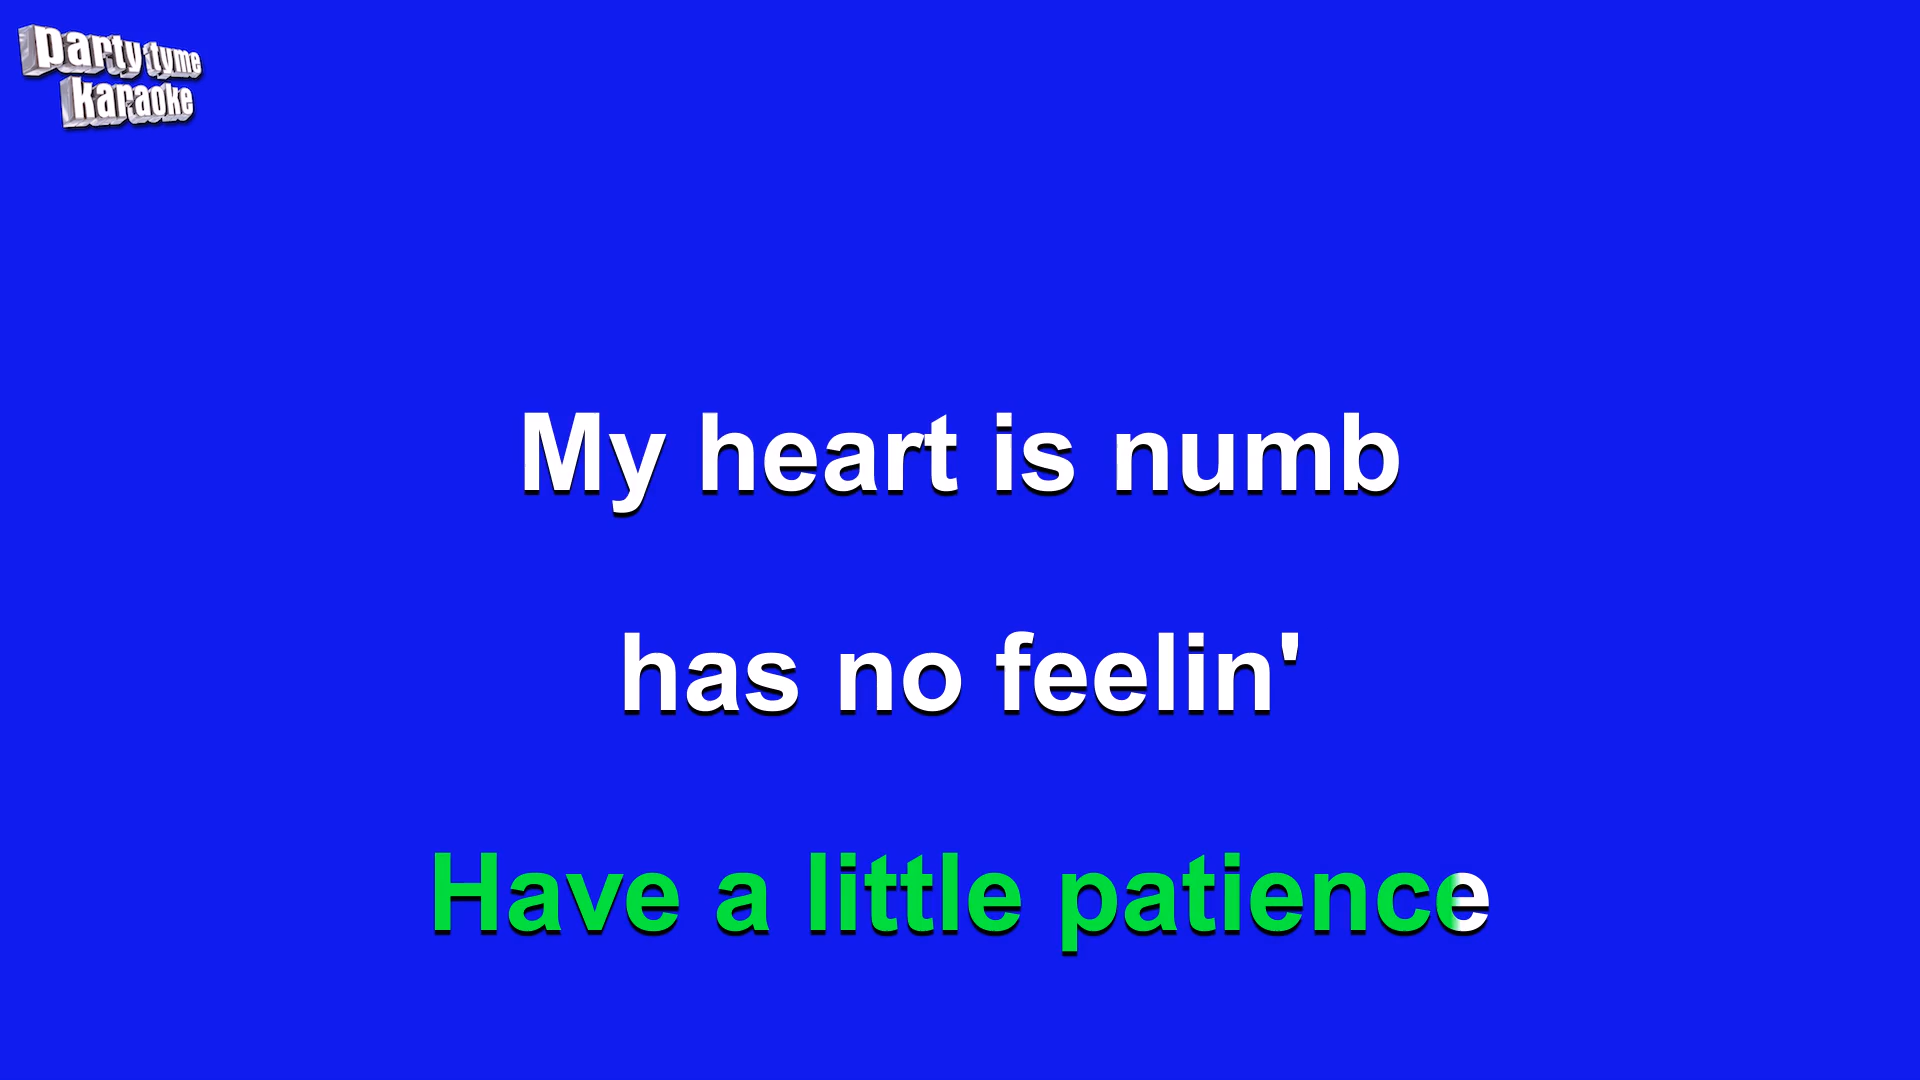 party tyme
karaoke
My heart is numb
has no feelin'
Have a little patience